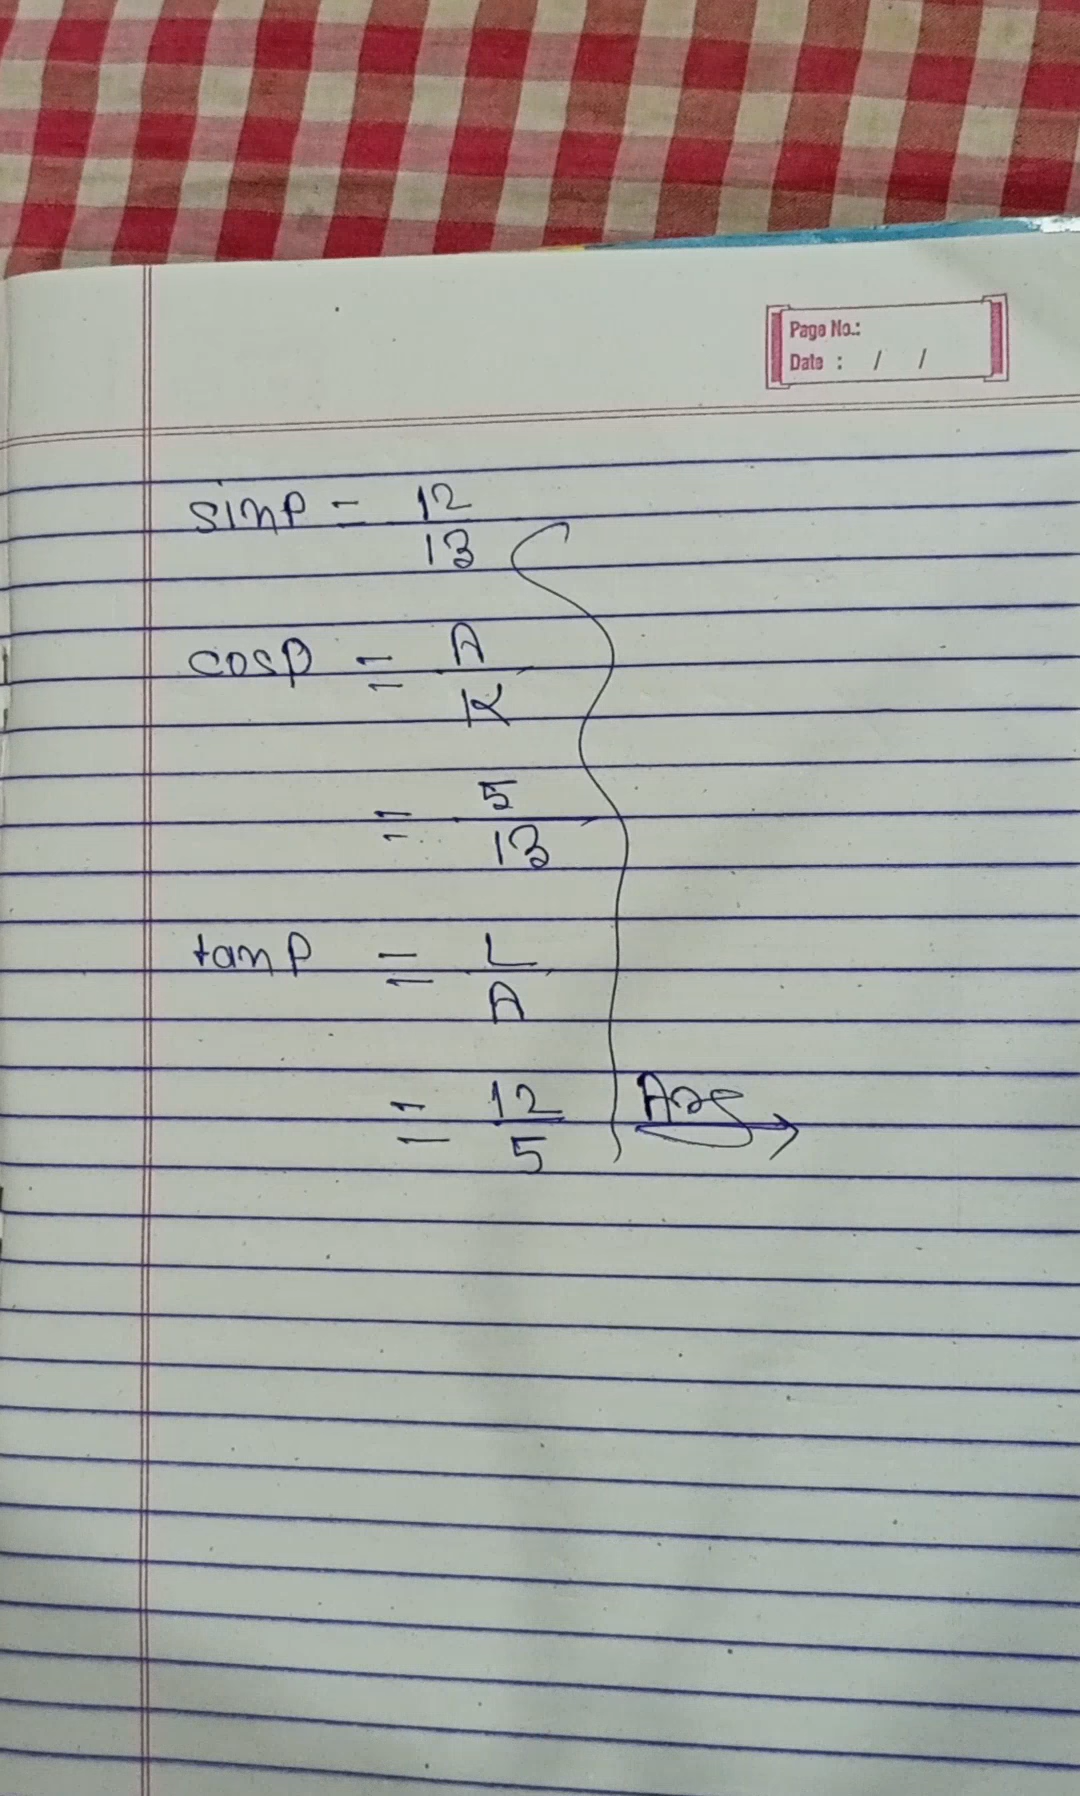 Page No.:
Date : / /
sinP = 12/13
cosP = A/K
= 5/13
tanP = L/A
= 12/5 Ans